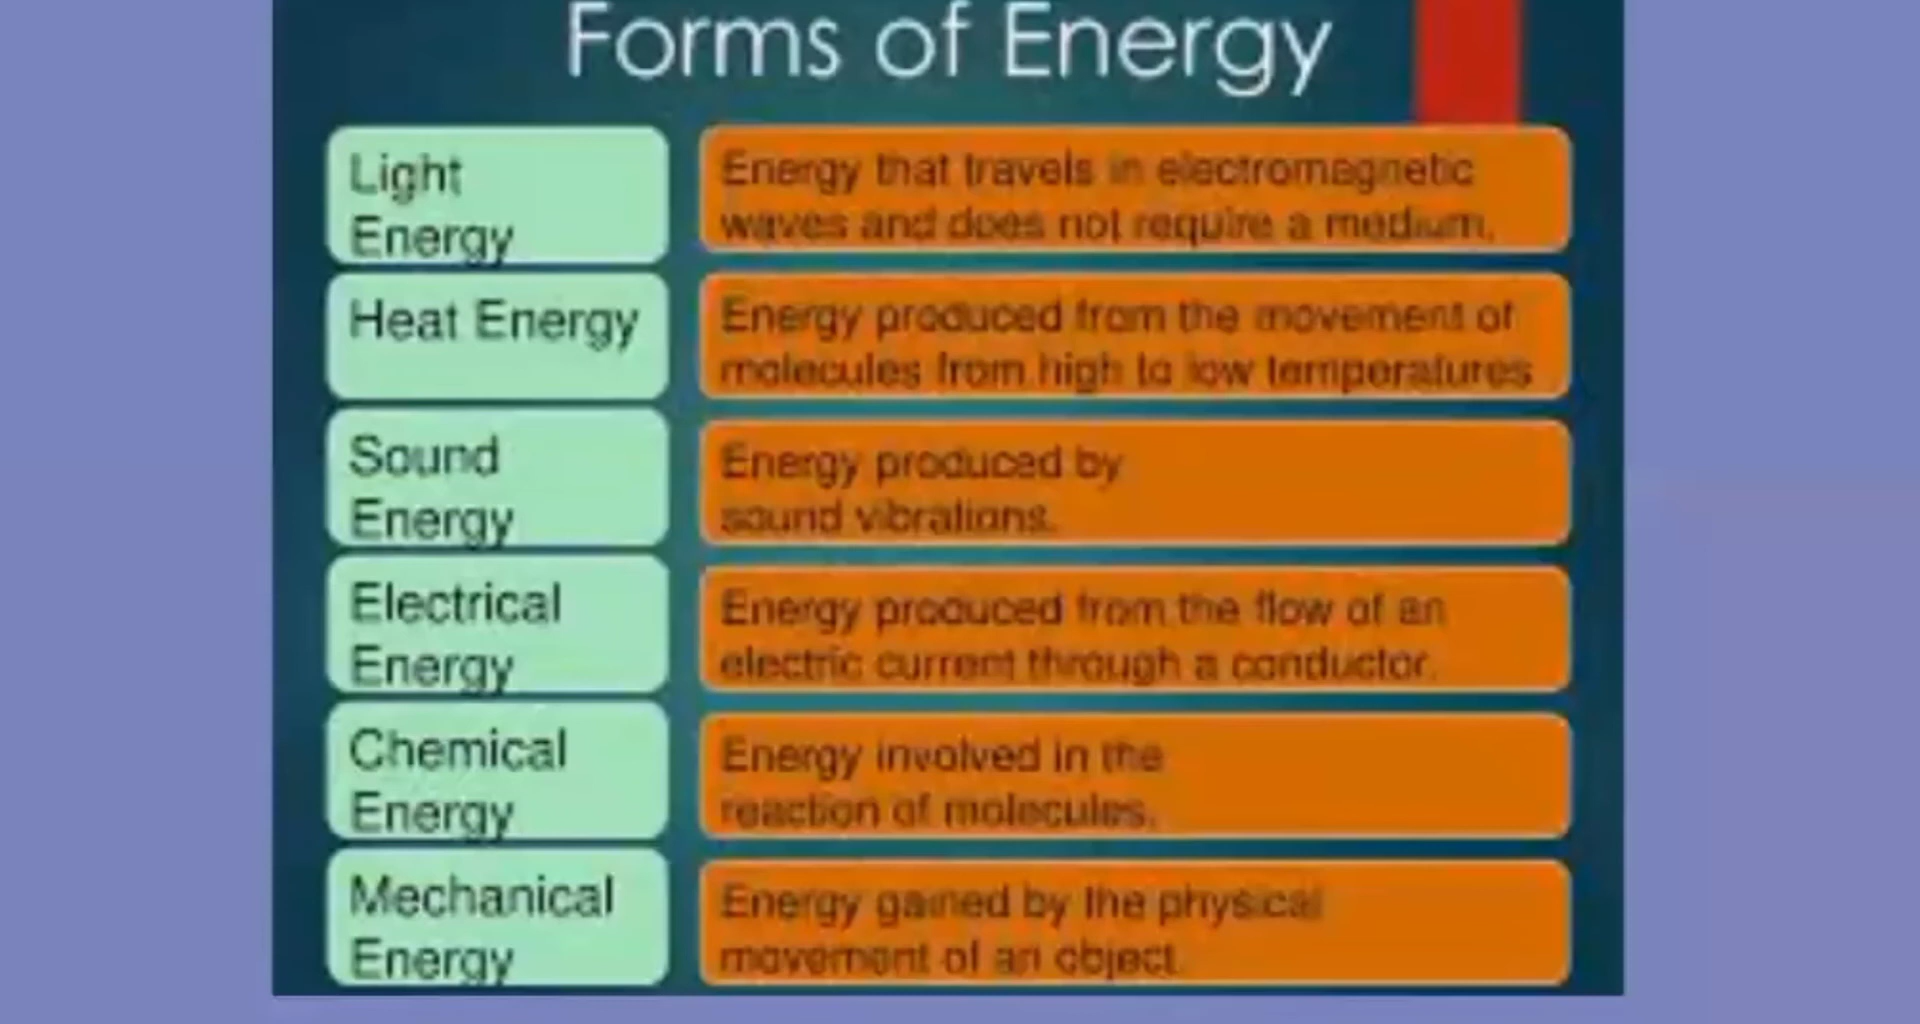 Forms of Energy
Light
Energy
Energy that travels in electromagnetic
waves and does not require a medium.
Heat Energy
Energy produced from the movement of
molecules from high to low temperatures
Sound
Energy
Energy produced by
sound vibrations.
Electrical
Energy
Energy produced from the flow of an
electric current through a conductor.
Chemical
Energy
Energy involved in the
reaction of molecules.
Mechanical
Energy
Energy gained by the physical
movement of an object.